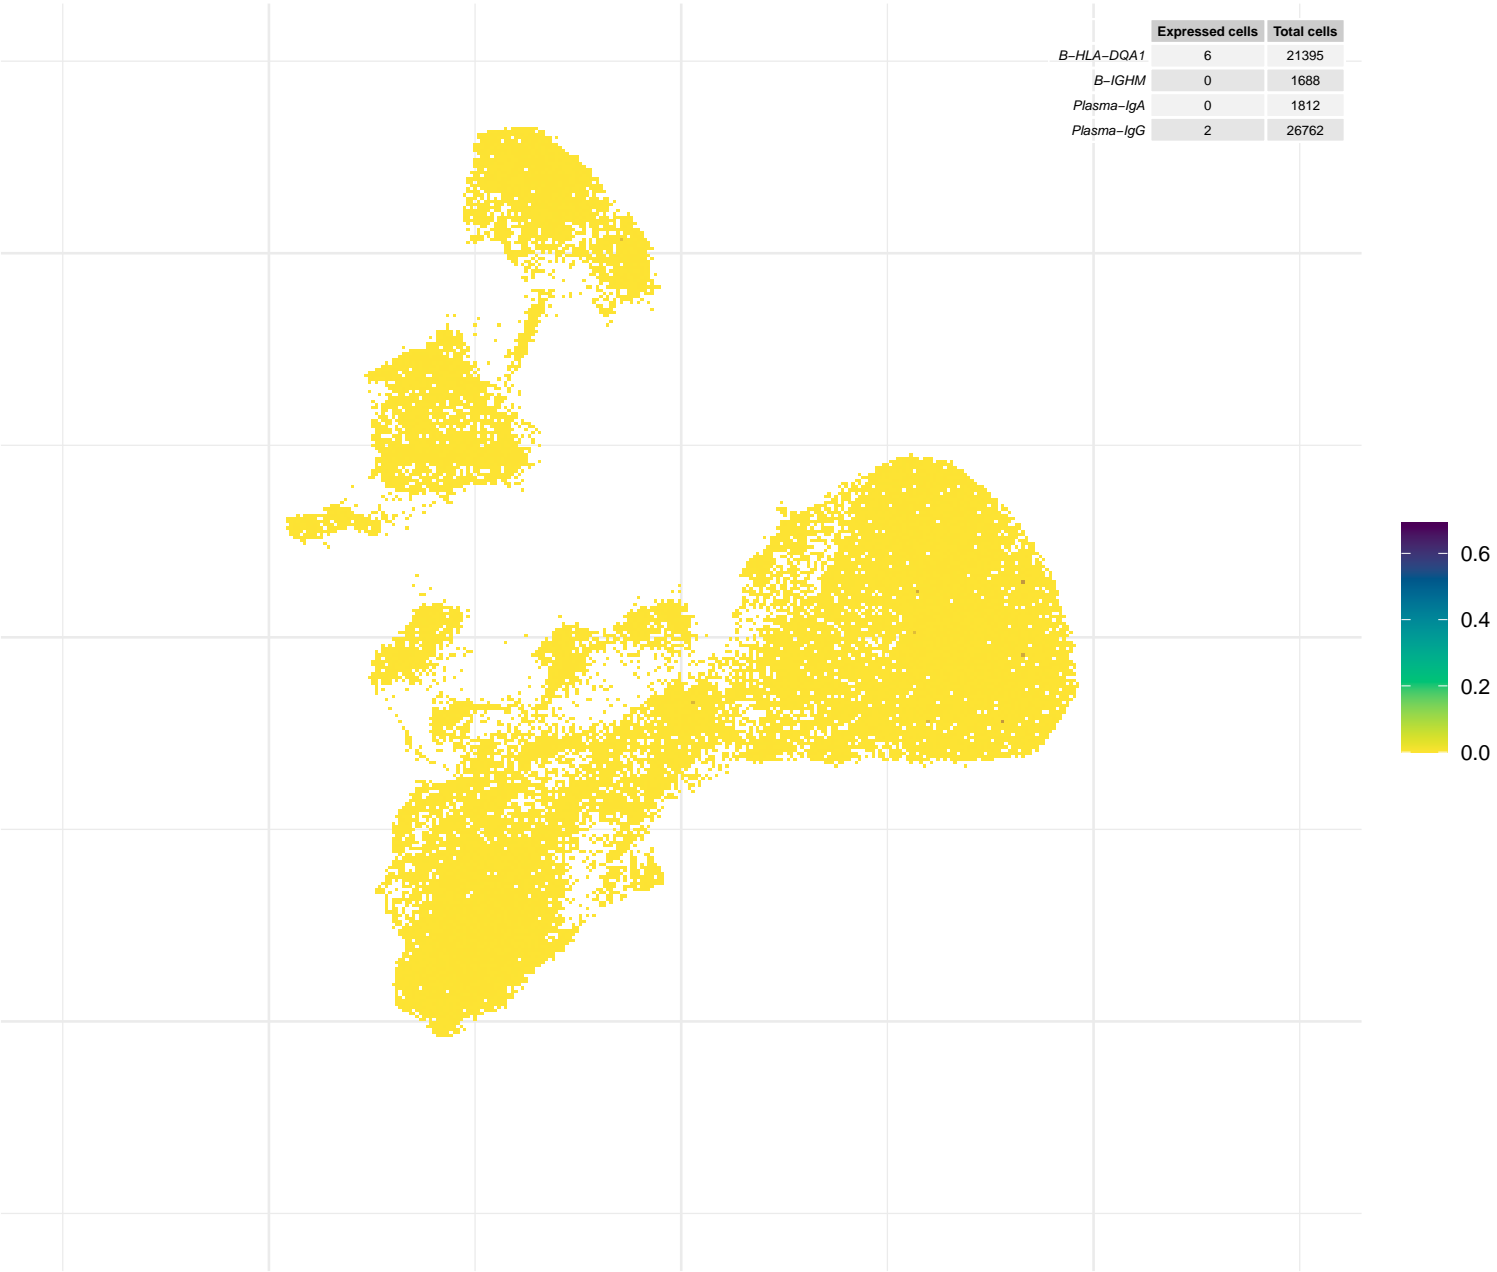 Expressed cells Total cells
B−HLA−DQA1 6 21395
B−IGHM 0 1688
Plasma−IgA 0 1812
Plasma−IgG 2 26762
0.6
0.4
0.2
0.0